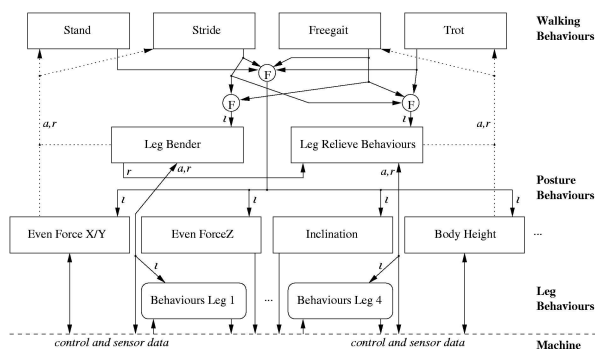 Walking
Behaviours
Stand
Stride
Freegait
Trot
F
F
F
ι
ι
a,r
a,r
Leg Bender
Leg Relieve Behaviours
r
a,r
a,r
Posture
Behaviours
ι
ι
ι
ι
Even Force X/Y
Even ForceZ
Inclination
Body Height
...
ι
ι
Behaviours Leg 1
...
Behaviours Leg 4
Leg
Behaviours
control and sensor data
control and sensor data
Machine